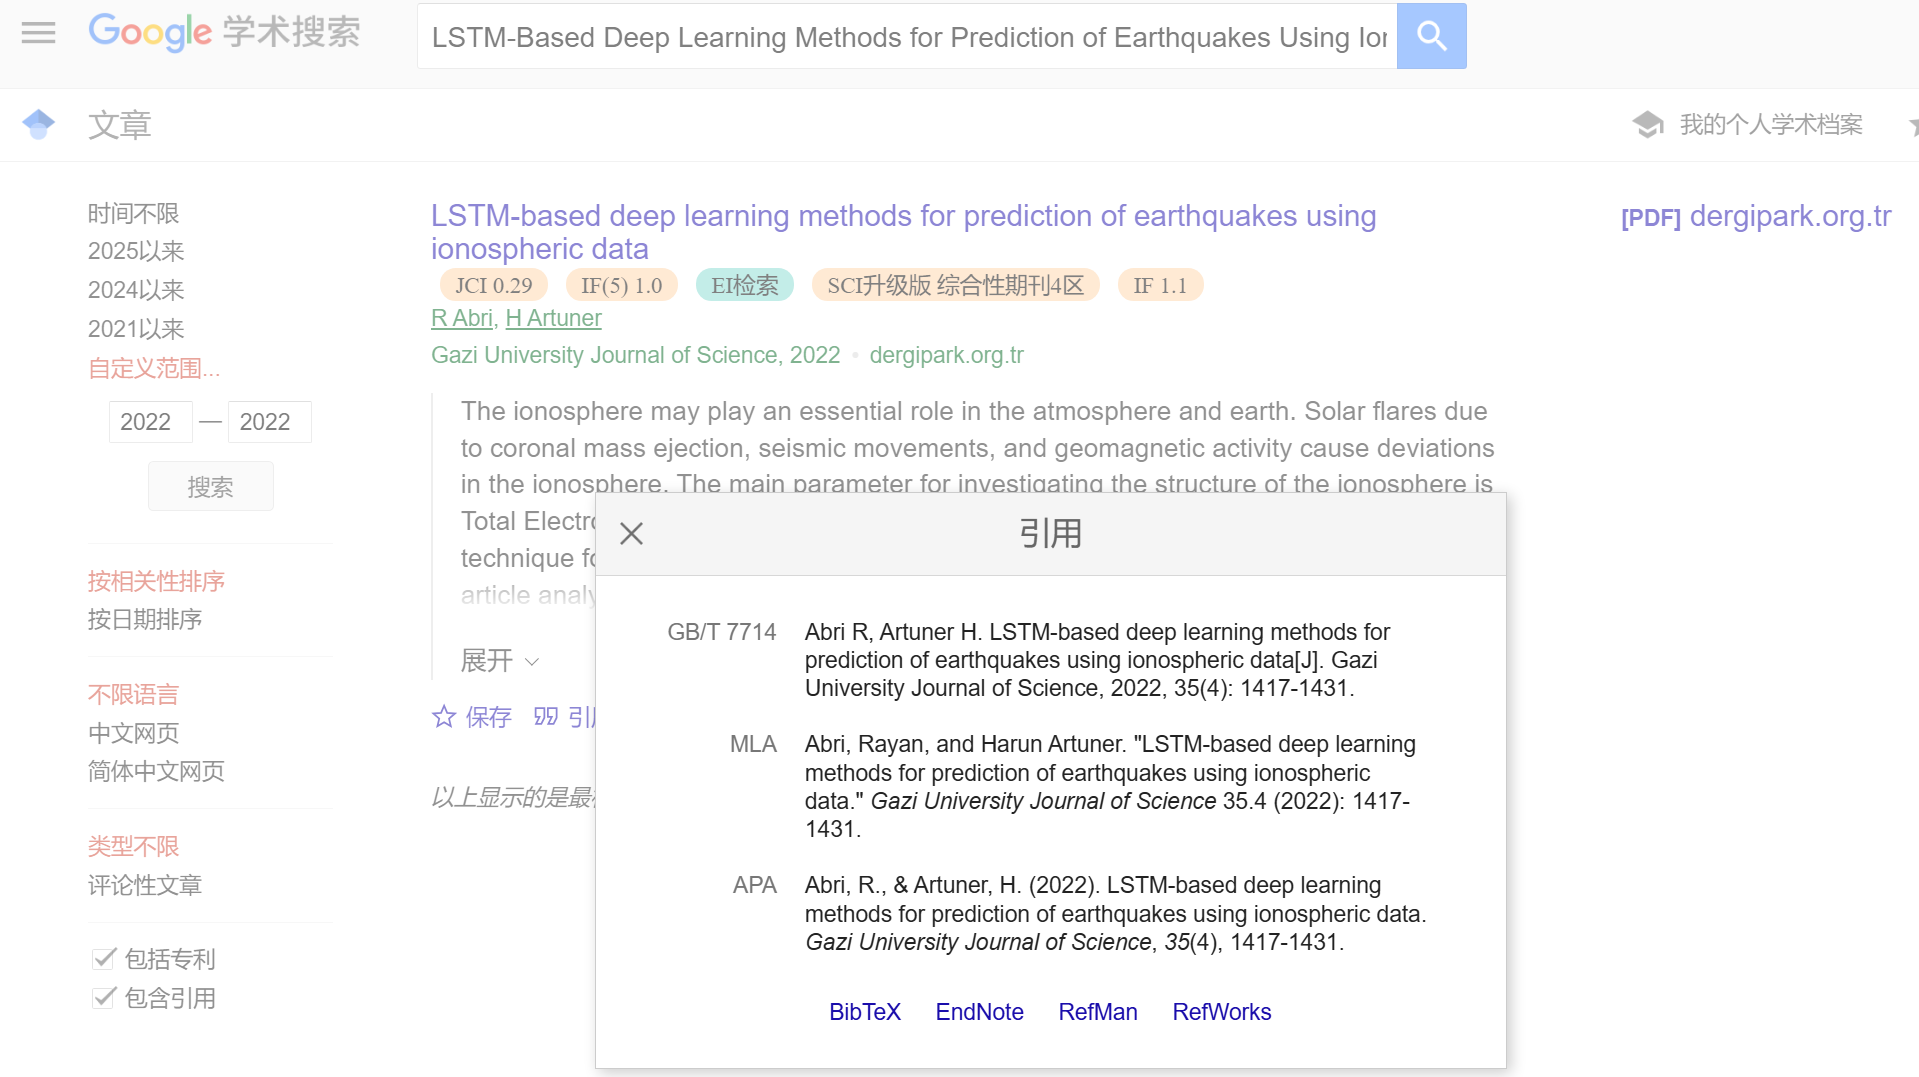 Google 学术搜索
LSTM-Based Deep Learning Methods for Prediction of Earthquakes Using Ion
文章
我的个人学术档案
时间不限
2025以来
2024以来
2021以来
自定义范围...
2022 — 2022
搜索
按相关性排序
按日期排序
不限语言
中文网页
简体中文网页
类型不限
评论性文章
包括专利
包含引用
LSTM-based deep learning methods for prediction of earthquakes using
ionospheric data
[PDF] dergipark.org.tr
JCI 0.29 IF(5) 1.0 EI检索 SCI升级版 综合性期刊4区 IF 1.1
R Abri, H Artuner
Gazi University Journal of Science, 2022 • dergipark.org.tr
The ionosphere may play an essential role in the atmosphere and earth. Solar flares due
to coronal mass ejection, seismic movements, and geomagnetic activity cause deviations
in the ionosphere. The main parameter for investigating the structure of the ionosphere is
Total Electro
technique fo
article analy
展开
保存 引用
以上显示的是最
引用
GB/T 7714 Abri R, Artuner H. LSTM-based deep learning methods for
prediction of earthquakes using ionospheric data[J]. Gazi
University Journal of Science, 2022, 35(4): 1417-1431.
MLA Abri, Rayan, and Harun Artuner. "LSTM-based deep learning
methods for prediction of earthquakes using ionospheric
data." Gazi University Journal of Science 35.4 (2022): 1417-
1431.
APA Abri, R., & Artuner, H. (2022). LSTM-based deep learning
methods for prediction of earthquakes using ionospheric data.
Gazi University Journal of Science, 35(4), 1417-1431.
BibTeX EndNote RefMan RefWorks